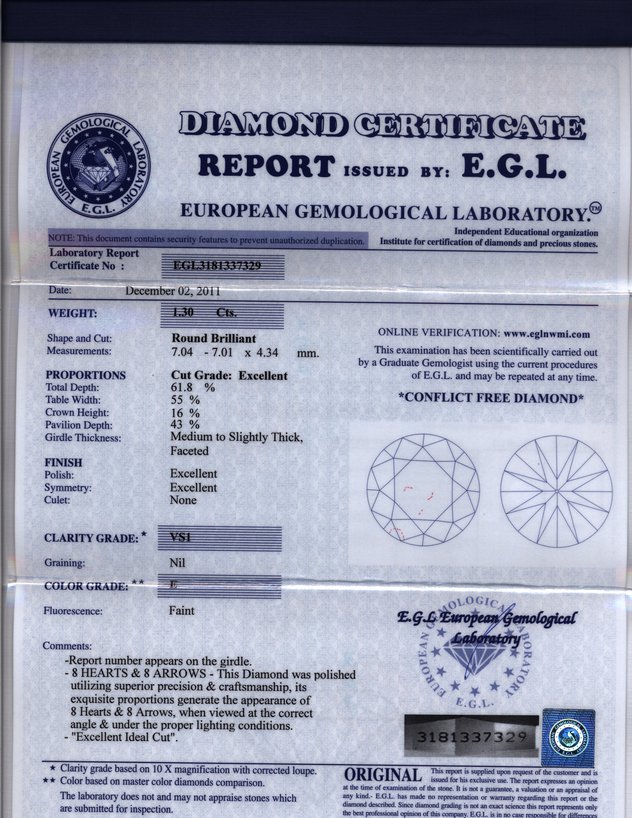 DIAMOND CERTIFICATE
REPORT ISSUED BY: E.G.L.
EUROPEAN GEMOLOGICAL LABORATORY.™
EUROPEAN GEMOLOGICAL LABORATORY
E.G.L.
Independent Educational organization
Institute for certification of diamonds and precious stones.
NOTE: This document contains security features to prevent unauthorized duplication.
Laboratory Report
Certificate No : EGL3181337329
Date: December 02, 2011
WEIGHT: 1.30 Cts.
Shape and Cut: Round Brilliant
Measurements: 7.04 - 7.01 x 4.34 mm.
PROPORTIONS Cut Grade: Excellent
Total Depth: 61.8 %
Table Width: 55 %
Crown Height: 16 %
Pavilion Depth: 43 %
Girdle Thickness: Medium to Slightly Thick,
Faceted
FINISH
Polish: Excellent
Symmetry: Excellent
Culet: None
CLARITY GRADE: * VS1
Graining: Nil
COLOR GRADE: ** E
Fluorescence: Faint
Comments:
-Report number appears on the girdle.
- 8 HEARTS & 8 ARROWS - This Diamond was polished
utilizing superior precision & craftsmanship, its
exquisite proportions generate the appearance of
8 Hearts & 8 Arrows, when viewed at the correct
angle & under the proper lighting conditions.
- "Excellent Ideal Cut".
* Clarity grade based on 10 X magnification with corrected loupe.
** Color based on master color diamonds comparison.
The laboratory does not and may not appraise stones which
are submitted for inspection.
ONLINE VERIFICATION: www.eglnwmi.com
This examination has been scientifically carried out
by a Graduate Gemologist using the current procedures
of E.G.L. and may be repeated at any time.
*CONFLICT FREE DIAMOND*
E.G.L European Gemological
Laboratory
EUROPEAN GEMOLOGICAL LABORATORY
E.G.L.
3181337329
ORIGINAL This report is supplied upon request of the customer and is
issued for his exclusive use. The report expresses an opinion
at the time of examination of the stone. It is not a guarantee, a valuation or an appraisal of
any kind.- E.G.L. has made no representation or warranty regarding this report or the
diamond described. Since diamond grading is not an exact science this report represents only
the best professional opinion of this company. E.G.L. is in no case responsible for differences